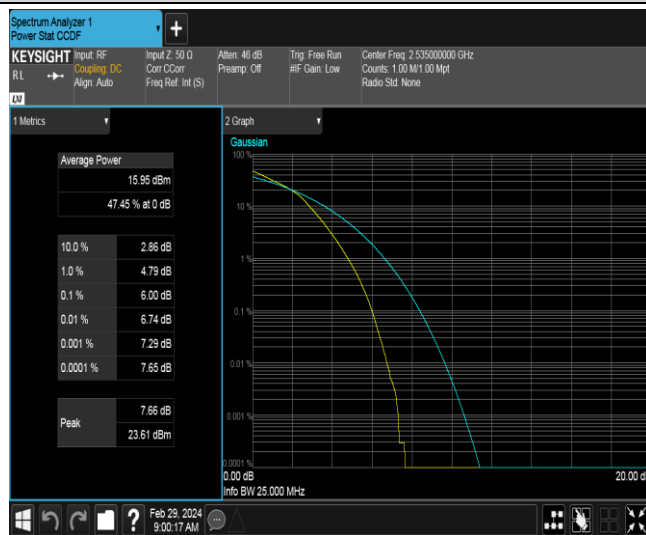 Spectrum Analyzer 1
Power Stat CCDF
+
KEYSIGHT
RL
LXI
Input: RF
Coupling: DC
Align: Auto
Input Z: 50 Ω
Corr CCorr
Freq Ref: Int (S)
Atten: 46 dB
Preamp: Off
Trig: Free Run
#IF Gain: Low
Center Freq: 2.535000000 GHz
Counts: 1.00 M/1.00 Mpt
Radio Std: None
1 Metrics
Average Power
15.95 dBm
47.45 % at 0 dB
10.0 % 2.86 dB
1.0 % 4.79 dB
0.1 % 6.00 dB
0.01 % 6.74 dB
0.001 % 7.29 dB
0.0001 % 7.65 dB
Peak
7.66 dB
23.61 dBm
2 Graph
Gaussian
100 %
10 %
1 %
0.1 %
0.01 %
0.001 %
0.0001 %
0.00 dB 20.00 d
Info BW 25.000 MHz
?
Feb 29, 2024
9:00:17 AM